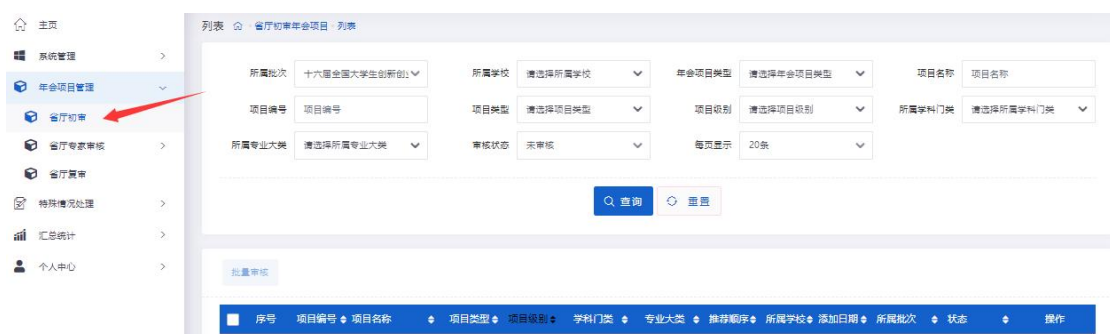 主页
系统管理
年会项目管理
省厅初审
省厅专家审核
省厅复审
特殊情况处理
汇总统计
个人中心
列表 省厅初审年会项目 · 列表
所属批次 十六届全国大学生创新创 所属学校 请选择所属学校 年会项目类型 请选择年会项目类型 项目名称 项目名称
项目编号 项目编号 项目类型 请选择项目类型 项目级别 请选择项目级别 所属学科门类 请选择所属学科门类
所属专业大类 请选择所属专业大类 审核状态 未审核 每页显示 20条
查询 重置
批量审核
序号 项目编号 项目名称 项目类型 项目级别 学科门类 专业大类 推荐顺序 所属学校 添加日期 所属批次 状态 操作